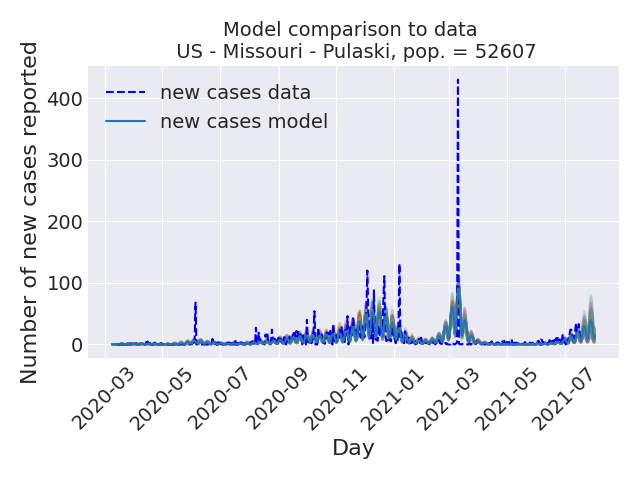 Model comparison to data
US - Missouri - Pulaski, pop. = 52607
Number of new cases reported
400
300
200
100
0
new cases data
new cases model
2020-03
2020-05
2020-07
2020-09
2020-11
2021-01
2021-03
2021-05
2021-07
Day